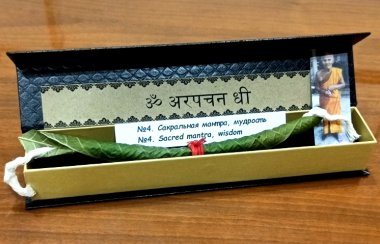 ॐ अरपचन धी
№4. Сакральная мантра, мудрость
№4. Sacred mantra, wisdom